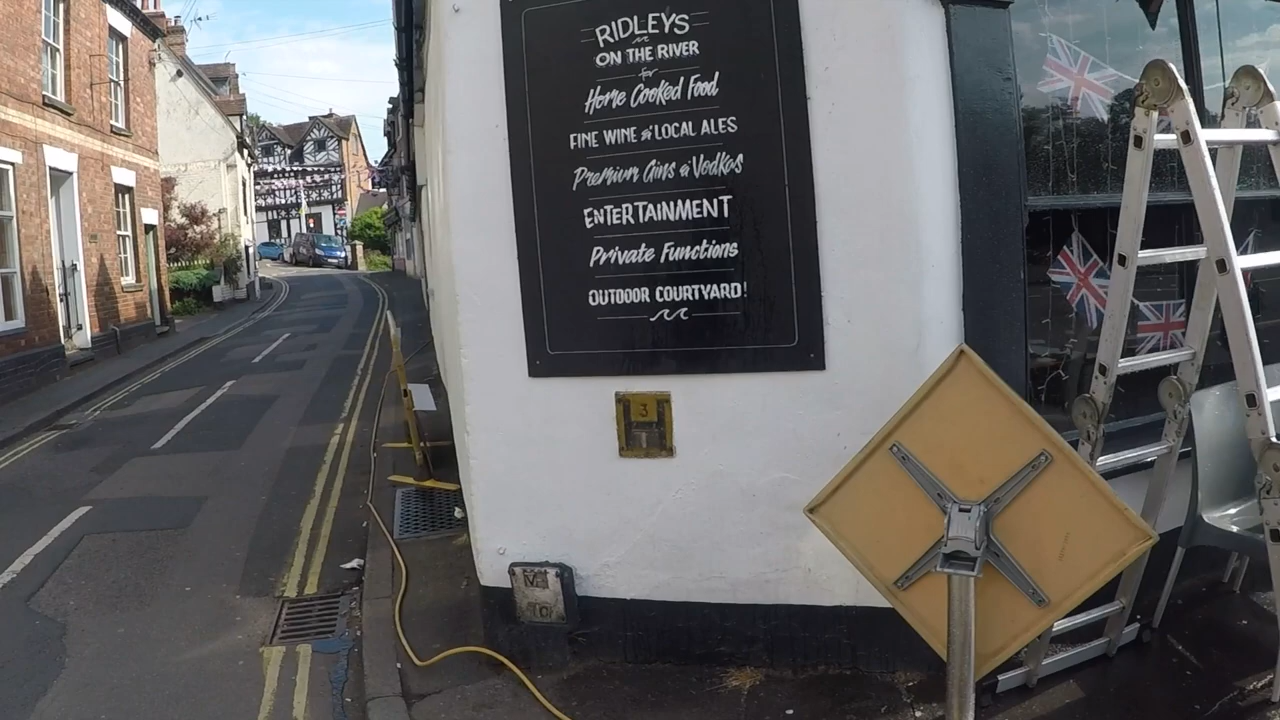 RIDLEYS
ON THE RIVER
for
Home Cooked Food
FINE WINE & LOCAL ALES
Premium Gins & Vodkas
ENTERTAINMENT
Private Functions
OUTDOOR COURTYARD!
3